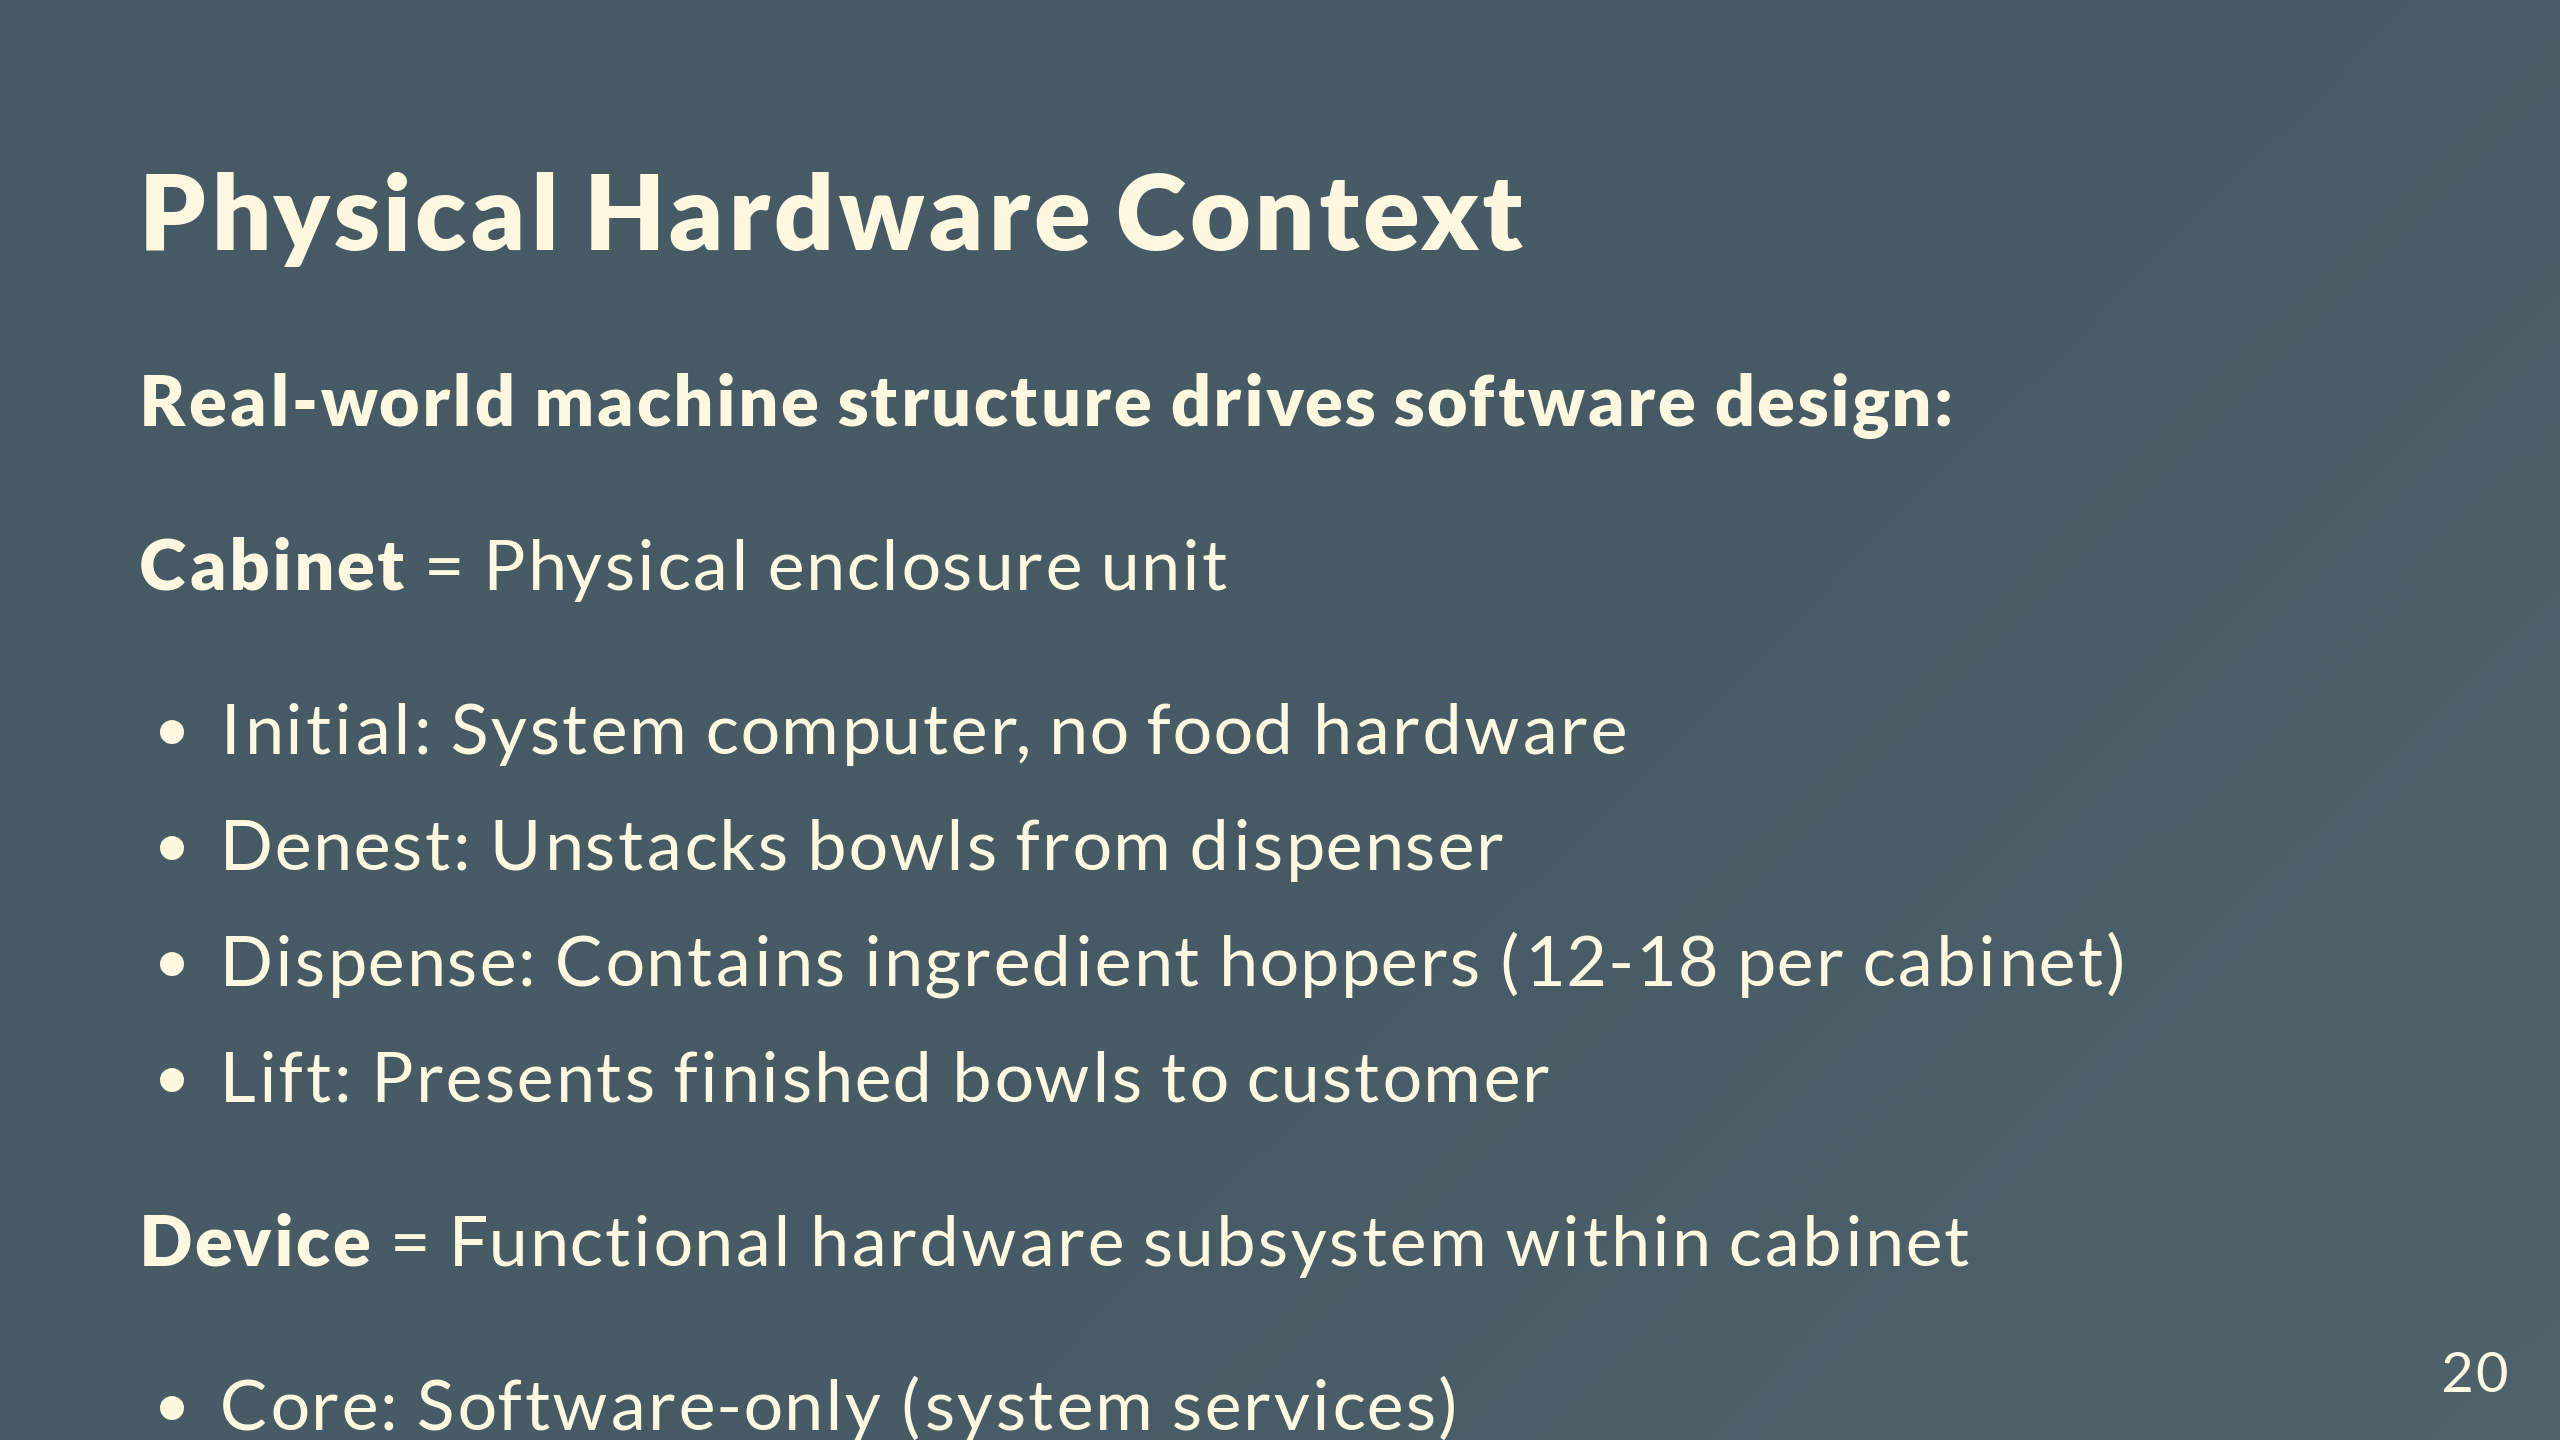 Physical Hardware Context
Real-world machine structure drives software design:
Cabinet = Physical enclosure unit
• Initial: System computer, no food hardware
• Denest: Unstacks bowls from dispenser
• Dispense: Contains ingredient hoppers (12-18 per cabinet)
• Lift: Presents finished bowls to customer
Device = Functional hardware subsystem within cabinet
• Core: Software-only (system services)
20